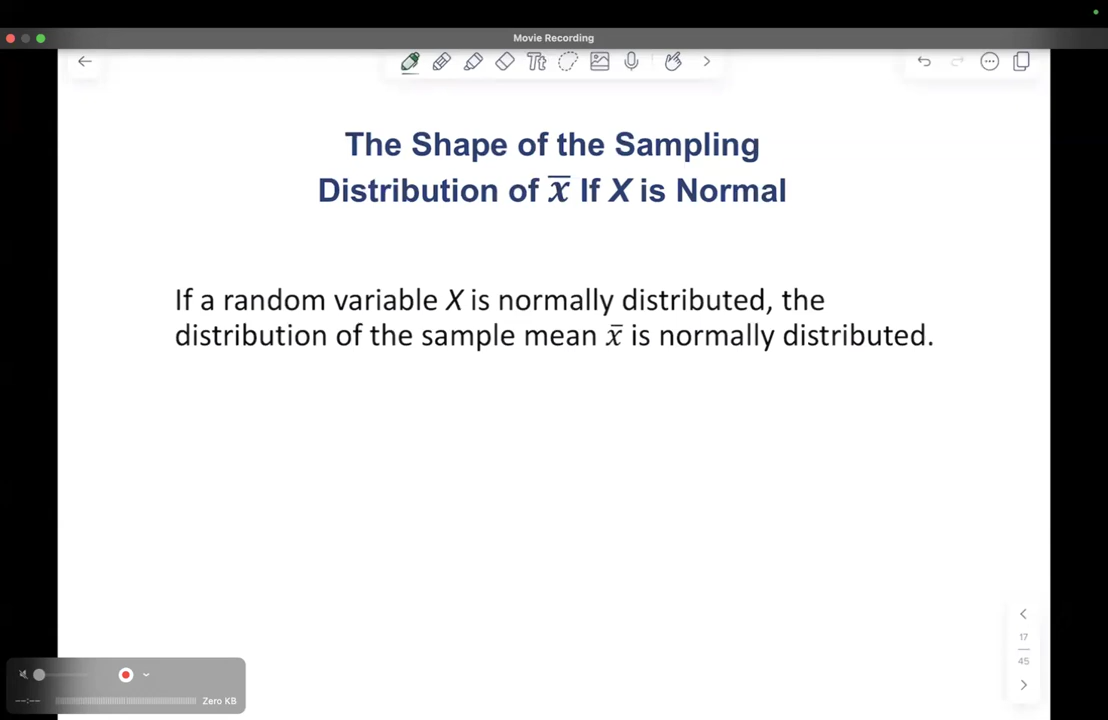 Movie Recording
Tt
The Shape of the Sampling
Distribution of x̅ If X is Normal
If a random variable X is normally distributed, the
distribution of the sample mean x̅ is normally distributed.
17
45
--:--
Zero KB